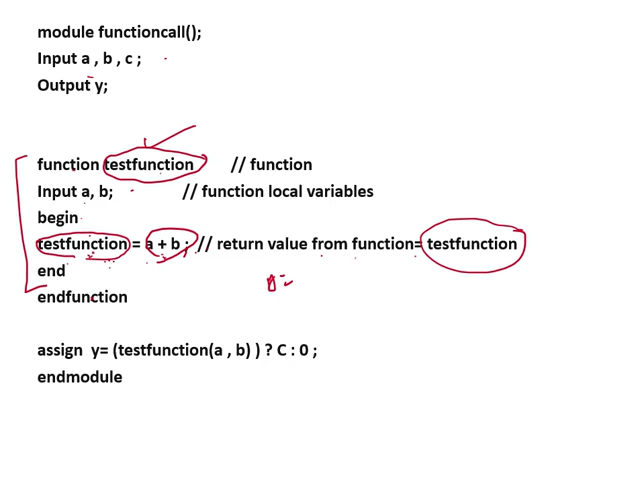 module functioncall();
Input a , b , c ;
Output y;
function testfunction // function
Input a, b; // function local variables
begin
testfunction = a + b ; // return value from function= testfunction
end
endfunction
assign y= (testfunction(a , b) ) ? C : 0 ;
endmodule